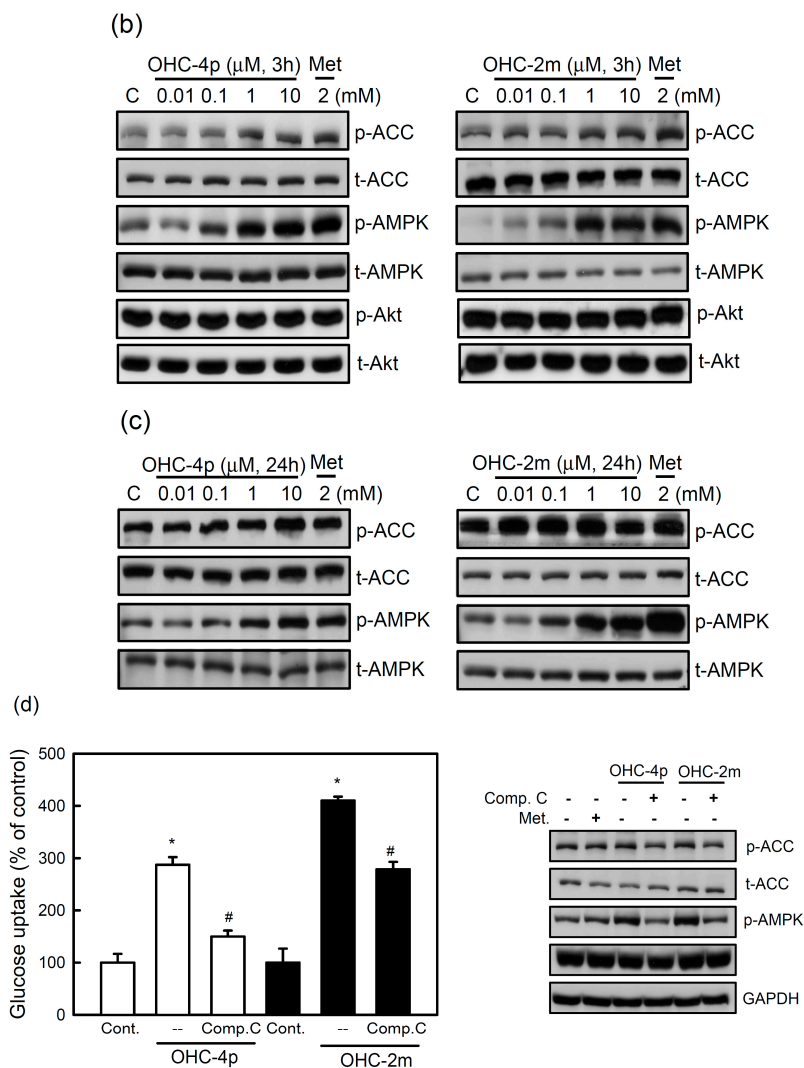 (b)
OHC-4p (μM, 3h) Met
C 0.01 0.1 1 10 2 (mM)
p-ACC
t-ACC
p-AMPK
t-AMPK
p-Akt
t-Akt
OHC-2m (μM, 3h) Met
C 0.01 0.1 1 10 2 (mM)
p-ACC
t-ACC
p-AMPK
t-AMPK
p-Akt
t-Akt
(c)
OHC-4p (μM, 24h) Met
C 0.01 0.1 1 10 2 (mM)
p-ACC
t-ACC
p-AMPK
t-AMPK
OHC-2m (μM, 24h) Met
C 0.01 0.1 1 10 2 (mM)
p-ACC
t-ACC
p-AMPK
t-AMPK
(d)
Glucose uptake (% of control)
500
400
300
200
100
0
*
#
*
#
Cont. -- Comp.C Cont. -- Comp.C
OHC-4p OHC-2m
OHC-4p OHC-2m
Comp. C - - - + - +
Met. - + - - - -
p-ACC
t-ACC
p-AMPK
GAPDH